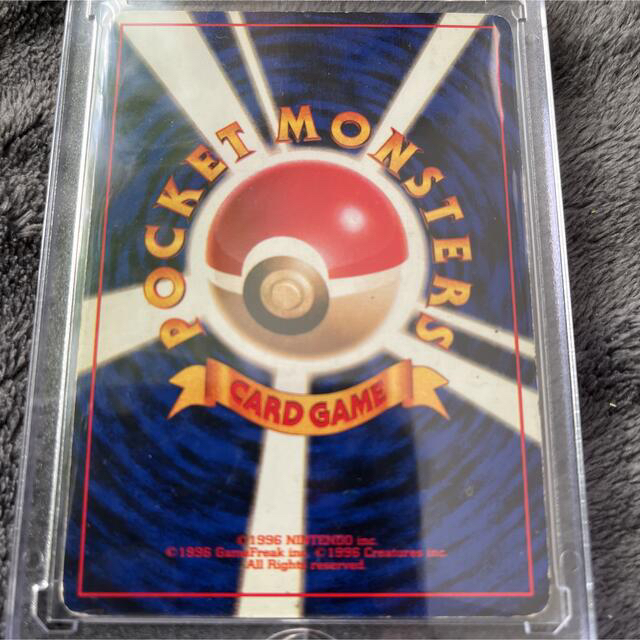 POCKET MONSTERS
CARD GAME
©1996 NINTENDO inc.
©1996 GameFreak inc. ©1996 Creatures inc.
All Rights reserved.